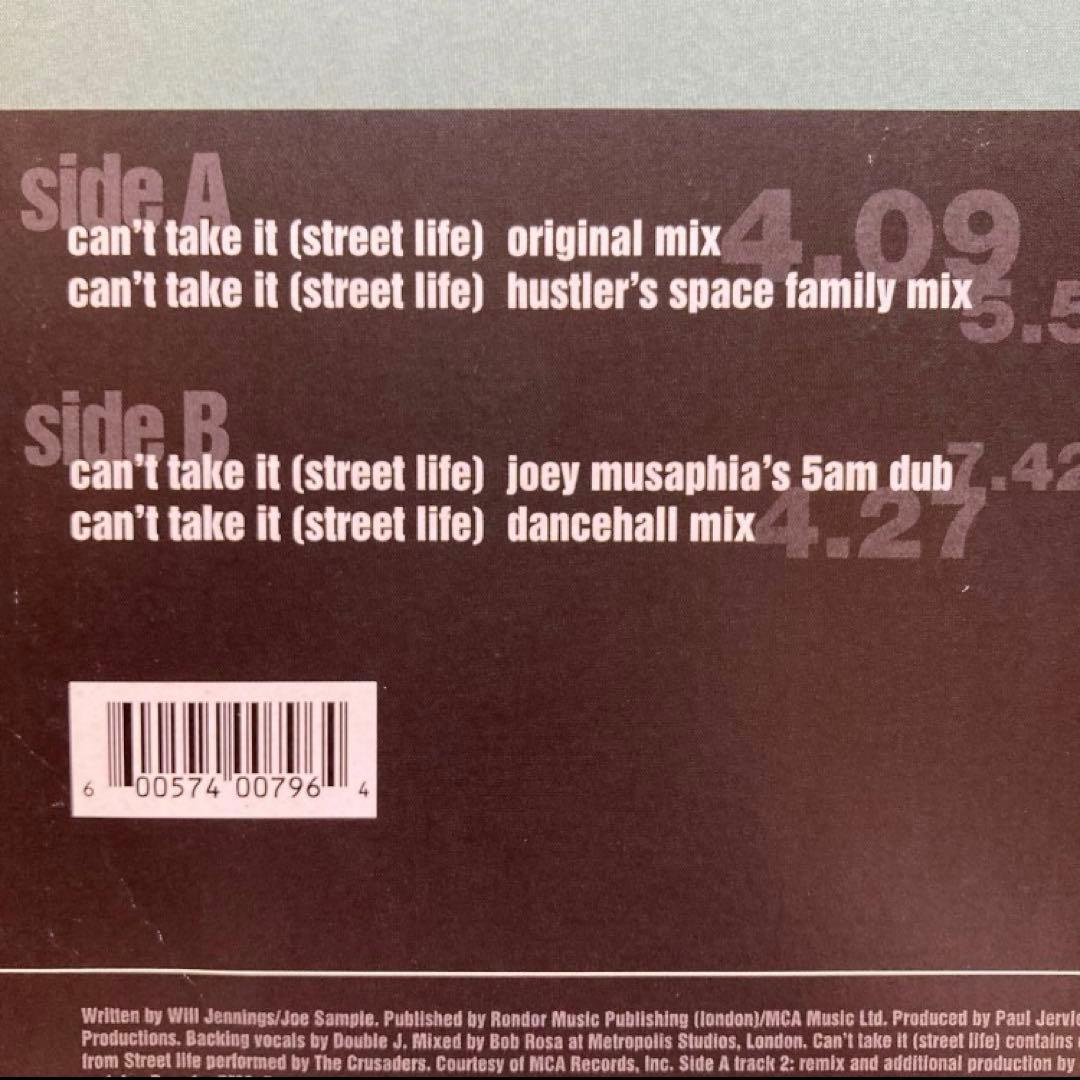 side A
can't take it (street life) original mix 4.09
can't take it (street life) hustler's space family mix 5.5
side B
can't take it (street life) joey musaphia's 5am dub 7.42
can't take it (street life) dancehall mix 4.27
6 00574 00796 4
Written by Will Jennings/Joe Sample. Published by Rondor Music Publishing (london)/MCA Music Ltd. Produced by Paul Jervie
Productions. Backing vocals by Double J. Mixed by Bob Rosa at Metropolis Studios, London. Can't take it (street life) contains
from Street life performed by The Crusaders. Courtesy of MCA Records, Inc. Side A track 2: remix and additional production by